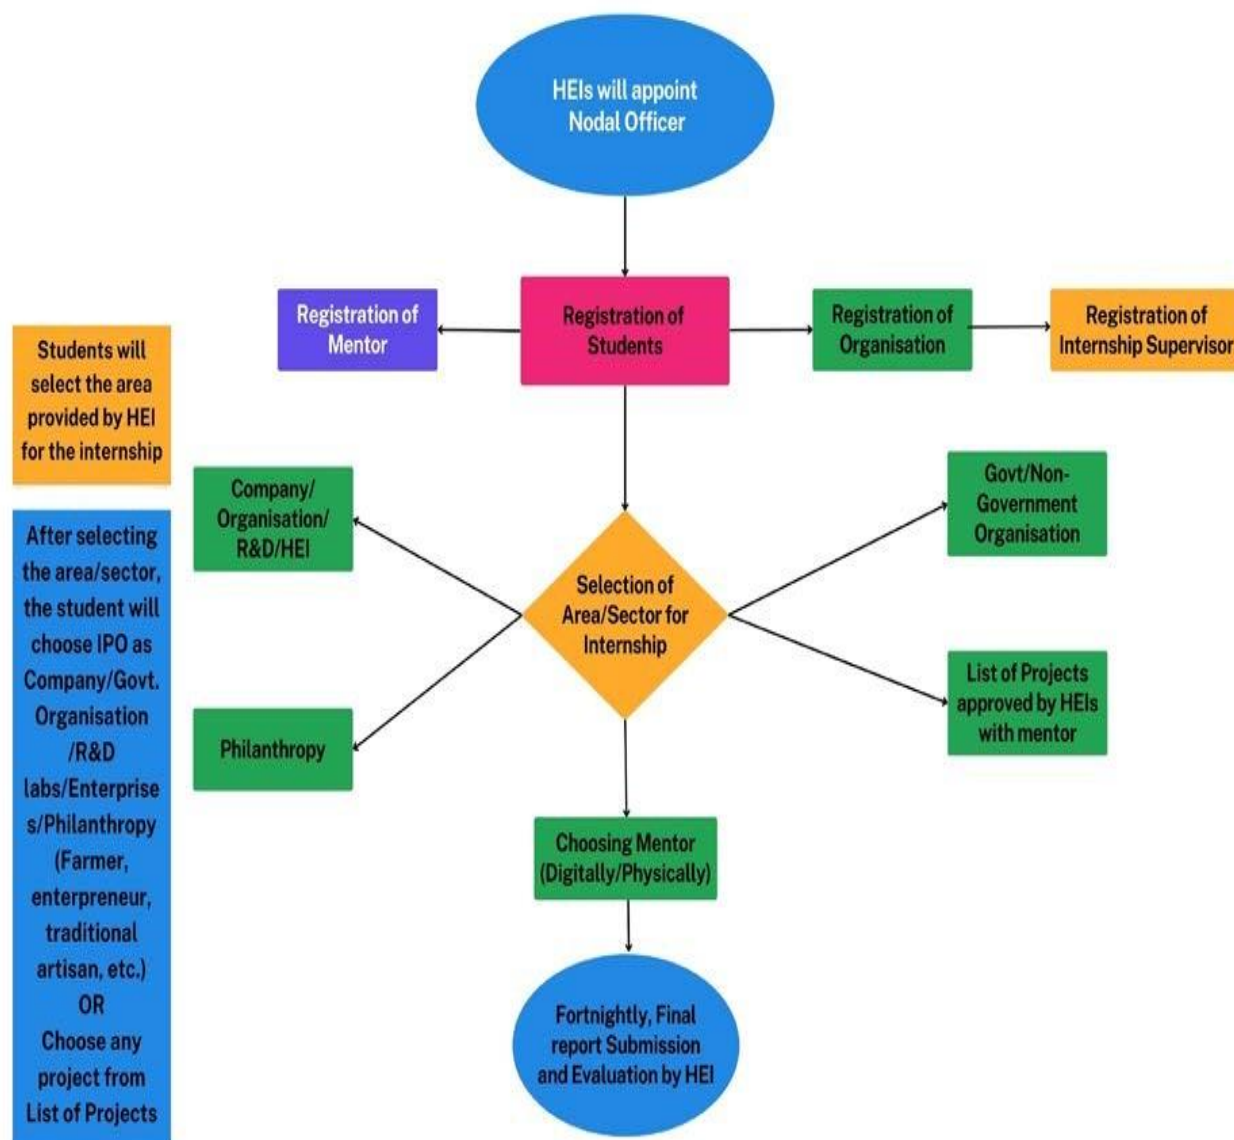 HEIs will appoint
Nodal Officer
Registration of
Mentor
Registration of
Students
Registration of
Organisation
Registration of
Internship Supervisor
Students will
select the area
provided by HEI
for the internship
Company/
Organisation/
R&D/HEI
Govt/Non-
Government
Organisation
After selecting
the area/sector,
the student will
choose IPO as
Company/Govt.
Organisation
/R&D
labs/Enterprise
s/Philanthropy
(Farmer,
enterpreneur,
traditional
artisan, etc.)
OR
Choose any
project from
List of Projects
Selection of
Area/Sector for
Internship
Philanthropy
List of Projects
approved by HEIs
with mentor
Choosing Mentor
(Digitally/Physically)
Fortnightly, Final
report Submission
and Evaluation by HEI